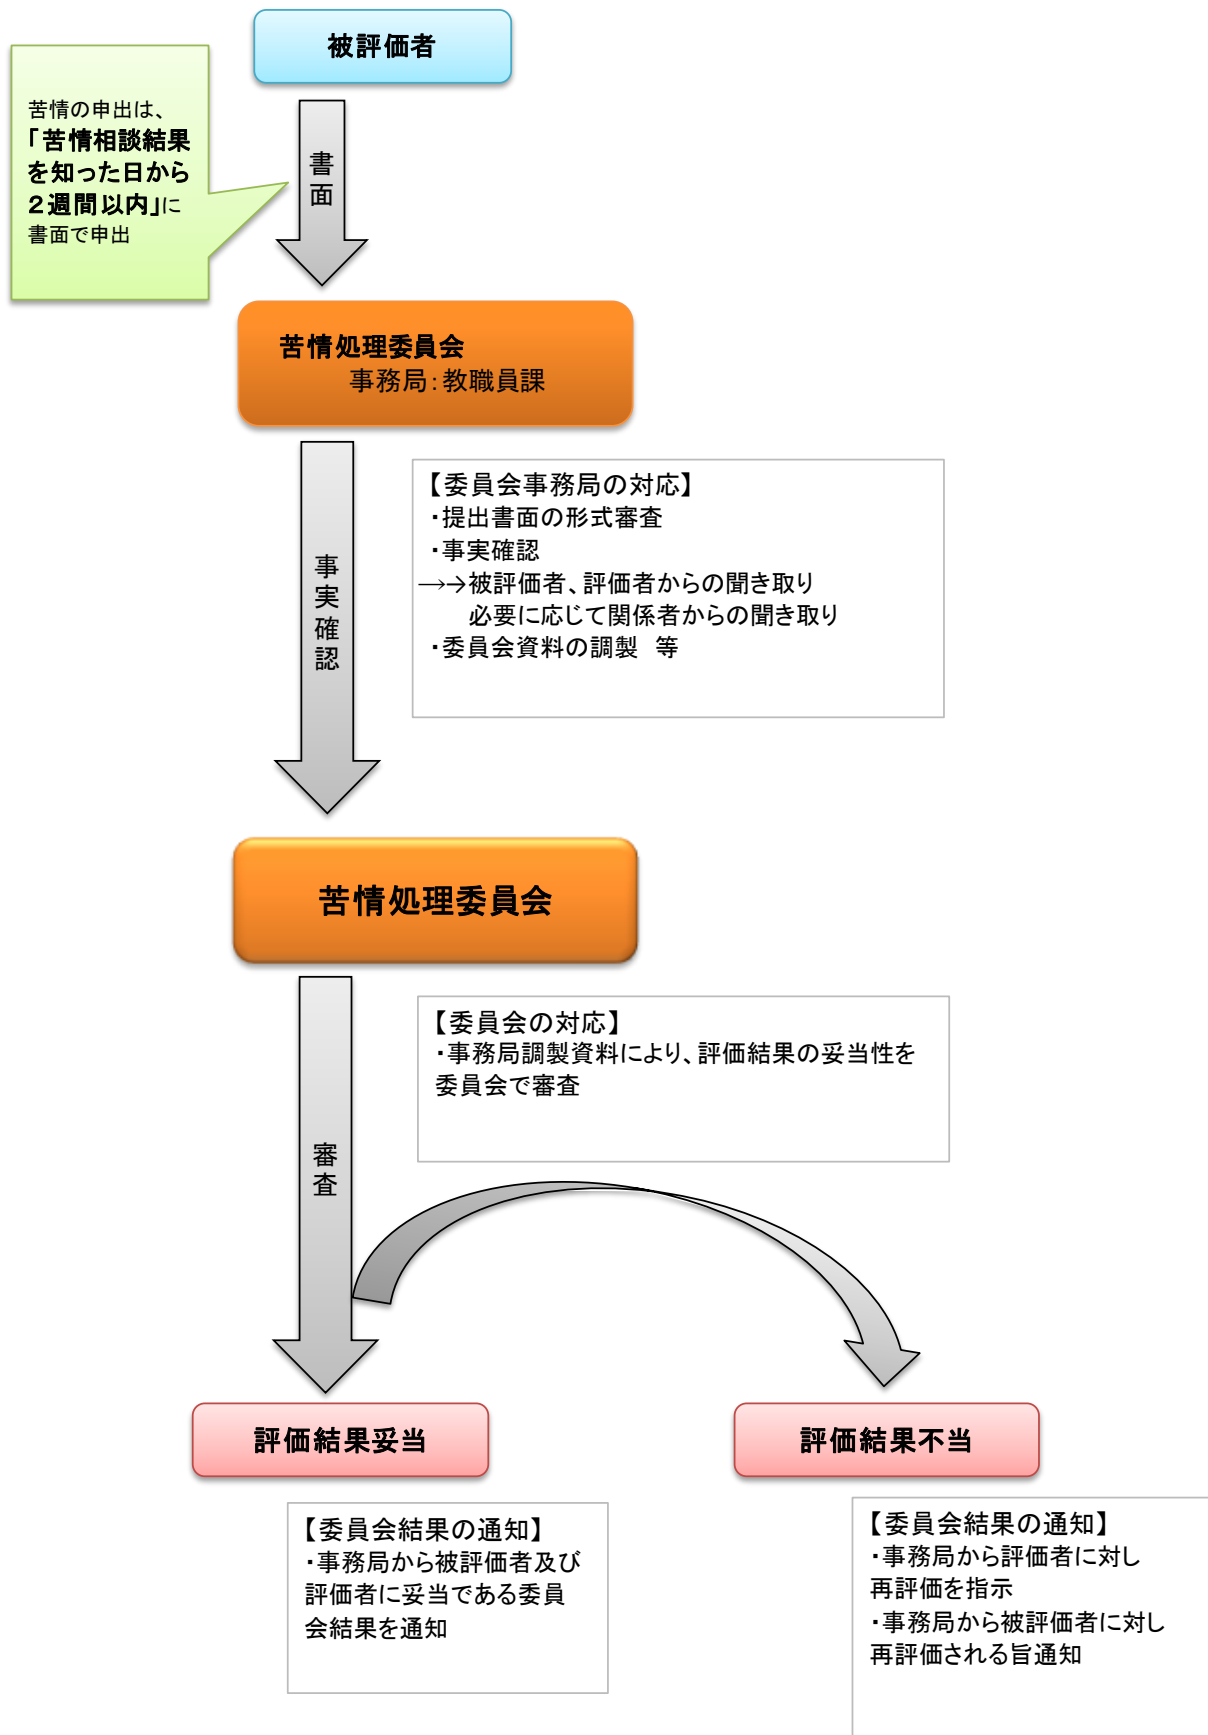 被評価者
苦情の申出は、
「苦情相談結果
を知った日から
２週間以内」に
書面で申出
書面
苦情処理委員会
事務局：教職員課
事実確認
【委員会事務局の対応】
・提出書面の形式審査
・事実確認
→→被評価者、評価者からの聞き取り
必要に応じて関係者からの聞き取り
・委員会資料の調製　等
苦情処理委員会
【委員会の対応】
・事務局調製資料により、評価結果の妥当性を
委員会で審査
審査
評価結果妥当
評価結果不当
【委員会結果の通知】
・事務局から被評価者及び
評価者に妥当である委員
会結果を通知
【委員会結果の通知】
・事務局から評価者に対し
再評価を指示
・事務局から被評価者に対し
再評価される旨通知